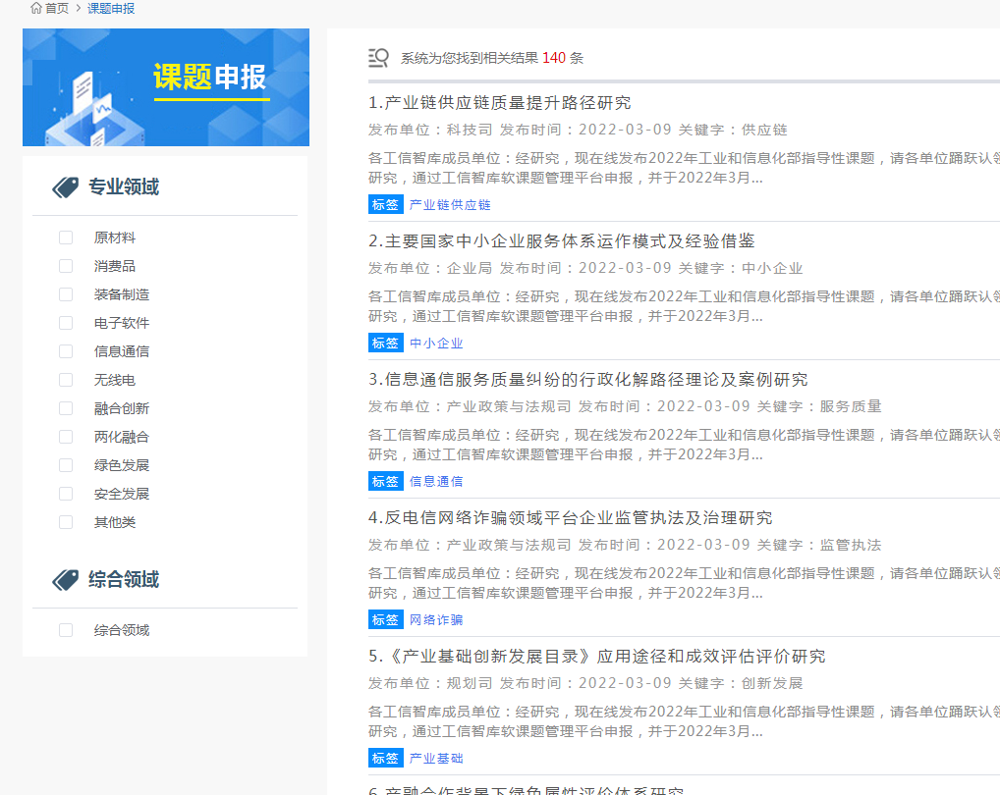 首页 > 课题申报
课题申报
专业领域
原材料
消费品
装备制造
电子软件
信息通信
无线电
融合创新
两化融合
绿色发展
安全发展
其他类
综合领域
综合领域
系统为您找到相关结果 140 条
1.产业链供应链质量提升路径研究
发布单位：科技司 发布时间：2022-03-09 关键字：供应链
各工信智库成员单位：经研究，现在线发布2022年工业和信息化部指导性课题，请各单位踊跃认领
研究，通过工信智库软课题管理平台申报，并于2022年3月...
标签 产业链供应链
2.主要国家中小企业服务体系运作模式及经验借鉴
发布单位：企业局 发布时间：2022-03-09 关键字：中小企业
各工信智库成员单位：经研究，现在线发布2022年工业和信息化部指导性课题，请各单位踊跃认领
研究，通过工信智库软课题管理平台申报，并于2022年3月...
标签 中小企业
3.信息通信服务质量纠纷的行政化解路径理论及案例研究
发布单位：产业政策与法规司 发布时间：2022-03-09 关键字：服务质量
各工信智库成员单位：经研究，现在线发布2022年工业和信息化部指导性课题，请各单位踊跃认领
研究，通过工信智库软课题管理平台申报，并于2022年3月...
标签 信息通信
4.反电信网络诈骗领域平台企业监管执法及治理研究
发布单位：产业政策与法规司 发布时间：2022-03-09 关键字：监管执法
各工信智库成员单位：经研究，现在线发布2022年工业和信息化部指导性课题，请各单位踊跃认领
研究，通过工信智库软课题管理平台申报，并于2022年3月...
标签 网络诈骗
5.《产业基础创新发展目录》应用途径和成效评估评价研究
发布单位：规划司 发布时间：2022-03-09 关键字：创新发展
各工信智库成员单位：经研究，现在线发布2022年工业和信息化部指导性课题，请各单位踊跃认领
研究，通过工信智库软课题管理平台申报，并于2022年3月...
标签 产业基础
6.产融合作背景下绿色属性评价体系研究